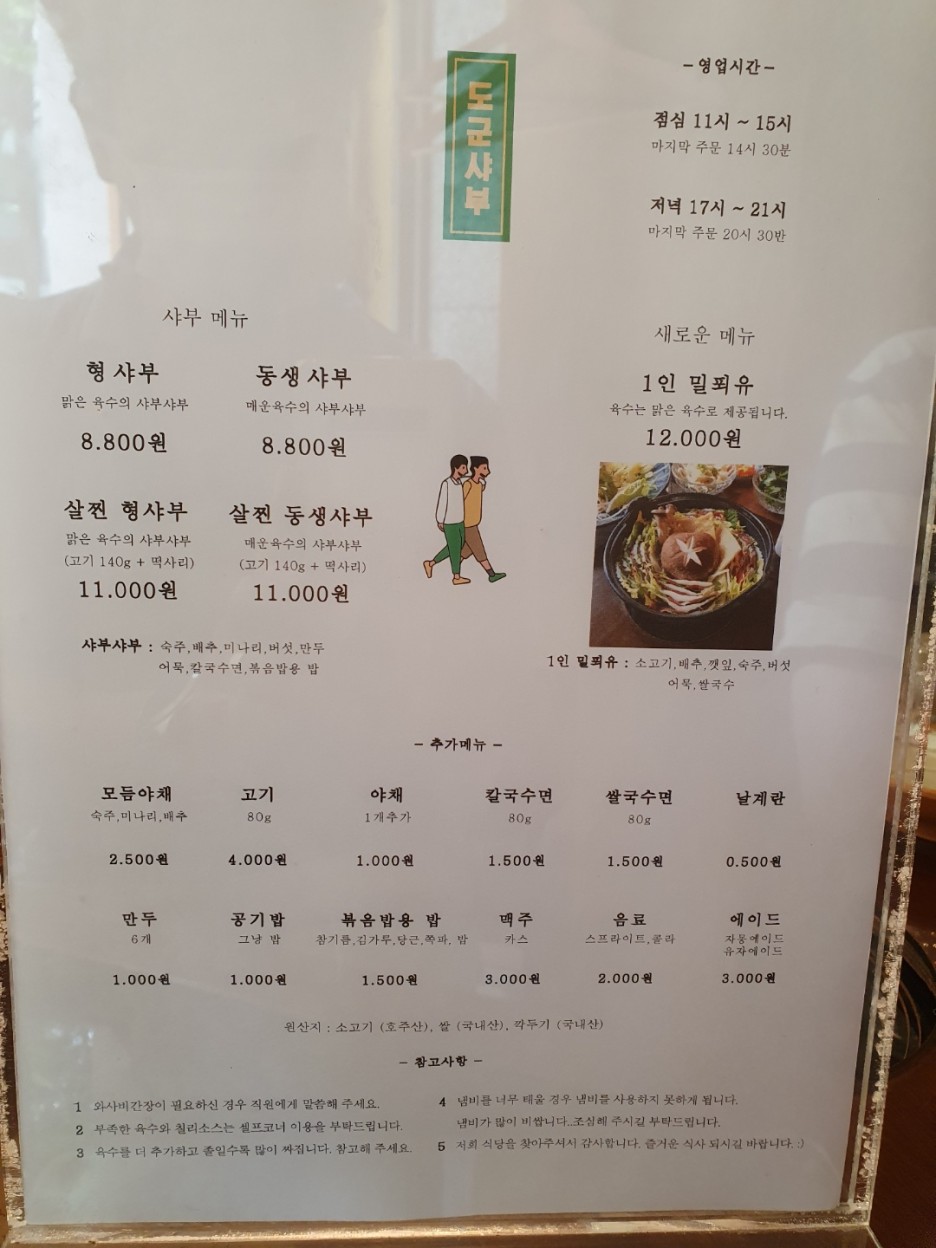 도군샤부
-영업시간-
점심 11시 ~ 15시
마지막 주문 14시 30분
저녁 17시 ~ 21시
마지막 주문 20시 30반
샤부 메뉴
형 샤부
맑은 육수의 샤부샤부
8.800원
동생 샤부
매운육수의 샤부샤부
8.800원
살찐 형샤부
맑은 육수의 샤부샤부
(고기 140g + 떡사리)
11.000원
살찐 동생샤부
매운육수의 샤부샤부
(고기 140g + 떡사리)
11.000원
샤부샤부 : 숙주,배추,미나리,버섯,만두
어묵,칼국수면,볶음밥용 밥
새로운 메뉴
1인 밀푀유
육수는 맑은 육수로 제공됩니다.
12.000원
1인 밀푀유 : 소고기,배추,깻잎,숙주,버섯
어묵,쌀국수
- 추가메뉴 -
모듬야채
숙주,미나리,배추
2.500원
고기
80g
4.000원
야채
1개추가
1.000원
칼국수면
80g
1.500원
쌀국수면
80g
1.500원
날계란
0.500원
만두
6개
1.000원
공기밥
그냥 밥
1.000원
볶음밥용 밥
참기름,김가루,당근,쪽파, 밥
1.500원
맥주
카스
3.000원
음료
스프라이트,콜라
2.000원
에이드
자몽에이드
유자에이드
3.000원
원산지 : 소고기 (호주산), 쌀 (국내산), 깍두기 (국내산)
- 참고사항 -
1 와사비간장이 필요하신 경우 직원에게 말씀해 주세요.
2 부족한 육수와 칠리소스는 셀프코너 이용을 부탁드립니다.
3 육수를 더 추가하고 졸일수록 많이 짜집니다. 참고해 주세요.
4 냄비를 너무 태울 경우 냄비를 사용하지 못하게 됩니다.
냄비가 많이 비쌉니다..조심해 주시길 부탁드립니다.
5 저희 식당을 찾아주셔서 감사합니다. 즐거운 식사 되시길 바랍니다. :)